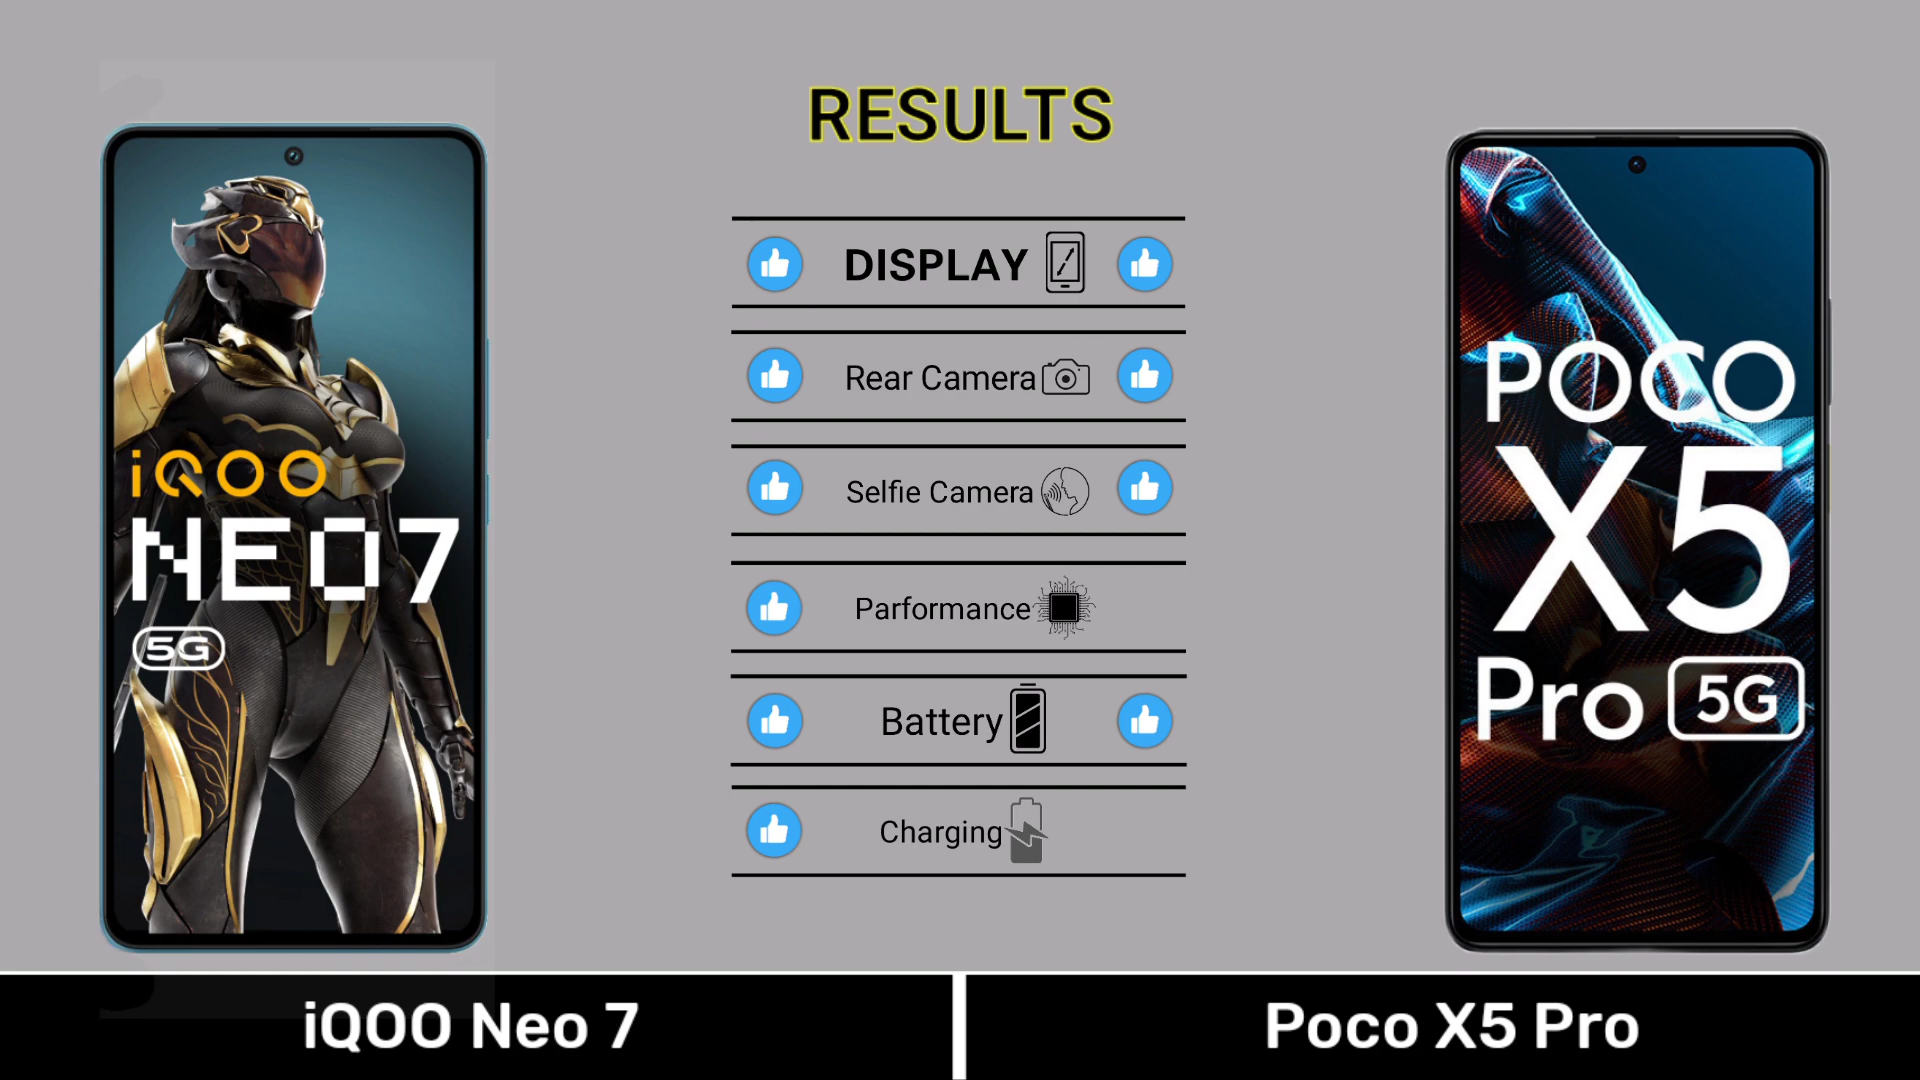 RESULTS
DISPLAY
Rear Camera
Selfie Camera
Parformance
Battery
Charging
iQOO
NEO7
5G
POCO
X5
Pro 5G
iQOO Neo 7
Poco X5 Pro